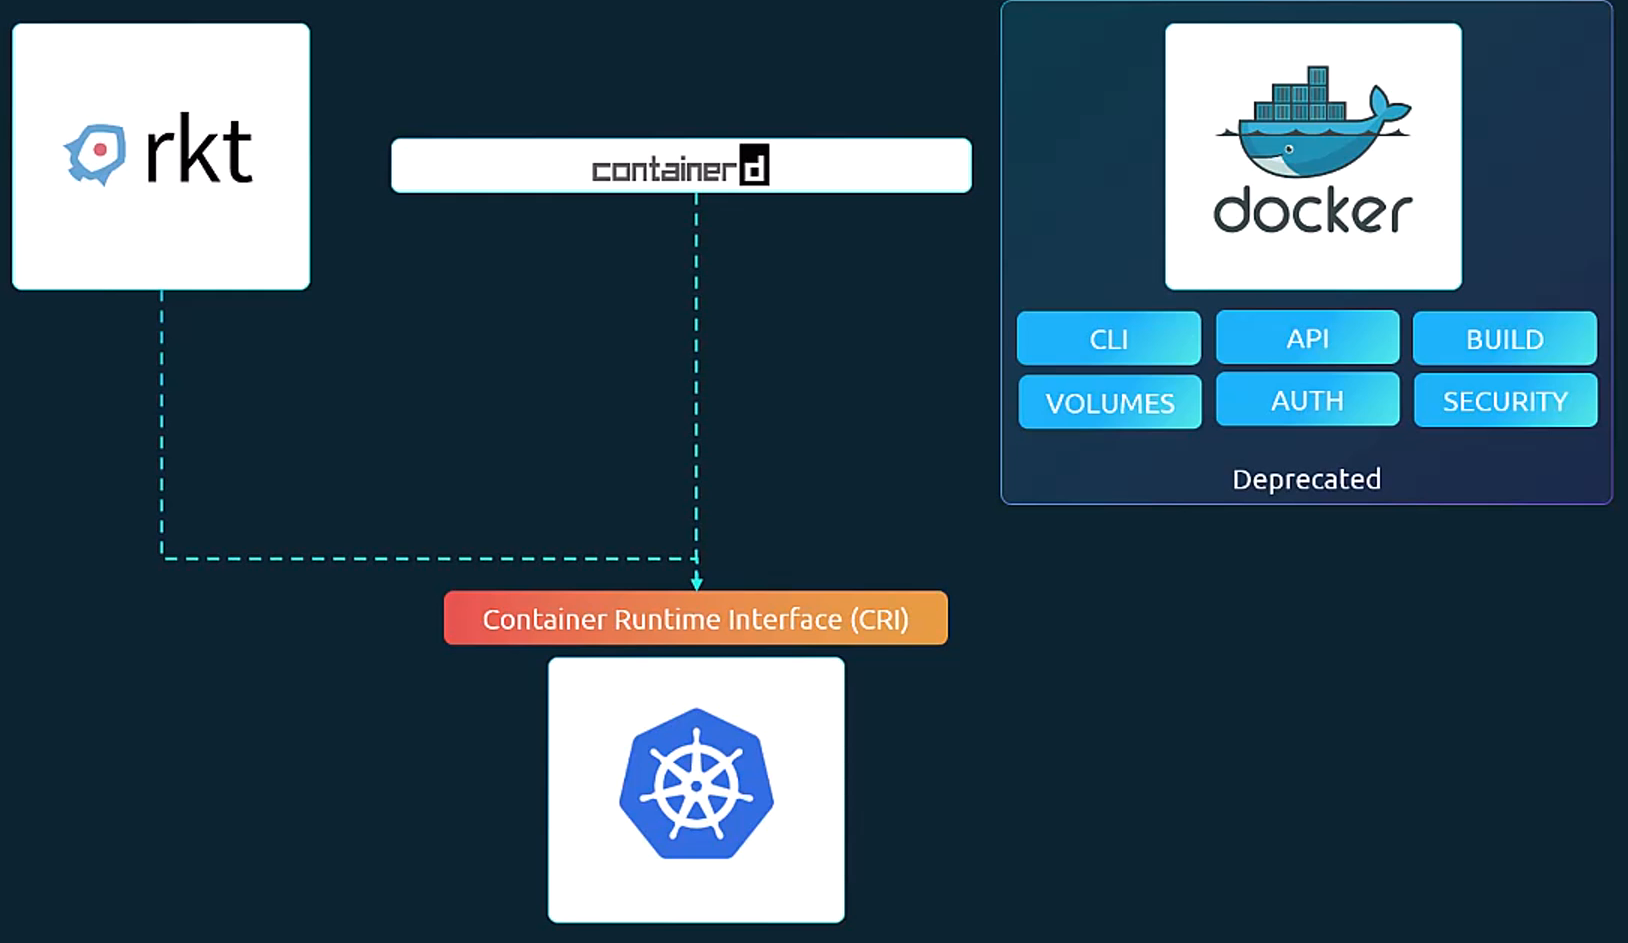 rkt
containerd
docker
CLI
API
BUILD
VOLUMES
AUTH
SECURITY
Deprecated
Container Runtime Interface (CRI)